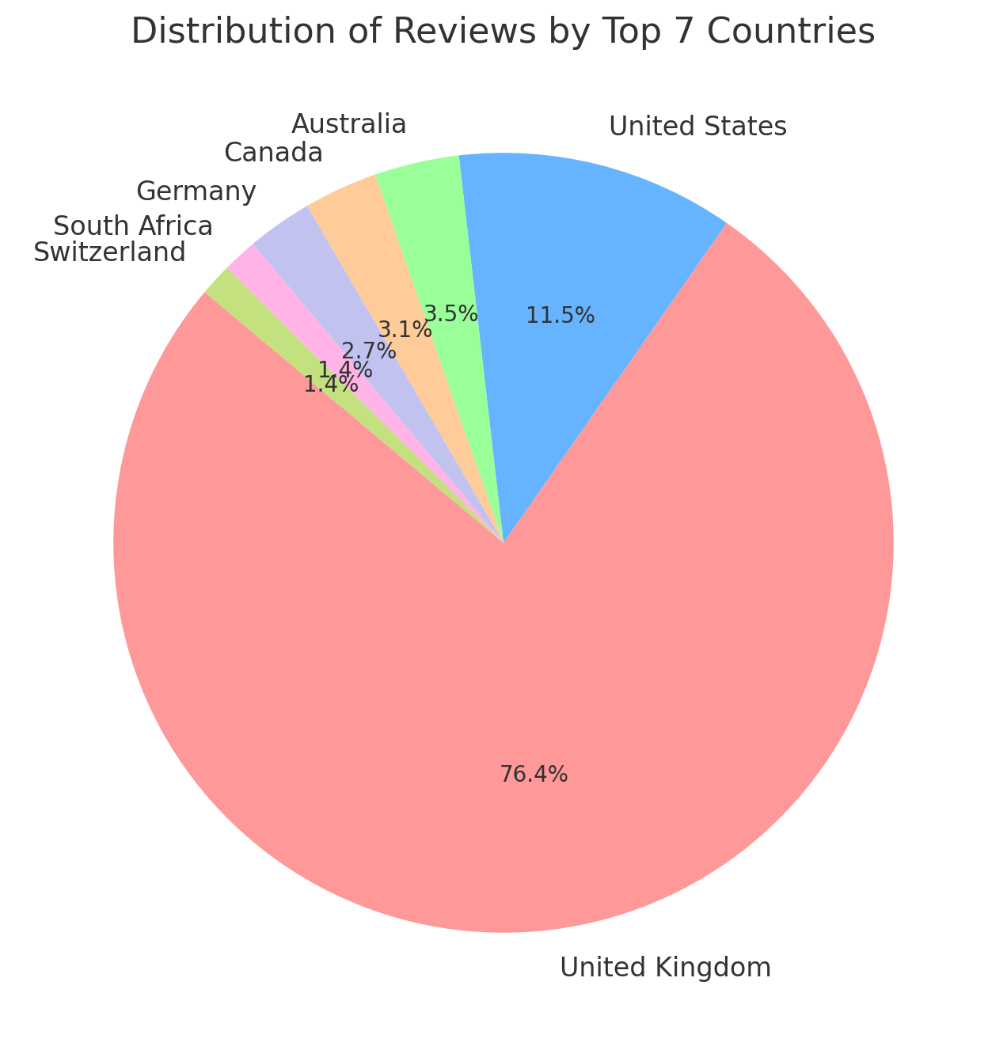 Distribution of Reviews by Top 7 Countries
Australia
United States
Canada
Germany
South Africa
Switzerland
3.5%
11.5%
3.1%
2.7%
1.4%
1.4%
76.4%
United Kingdom